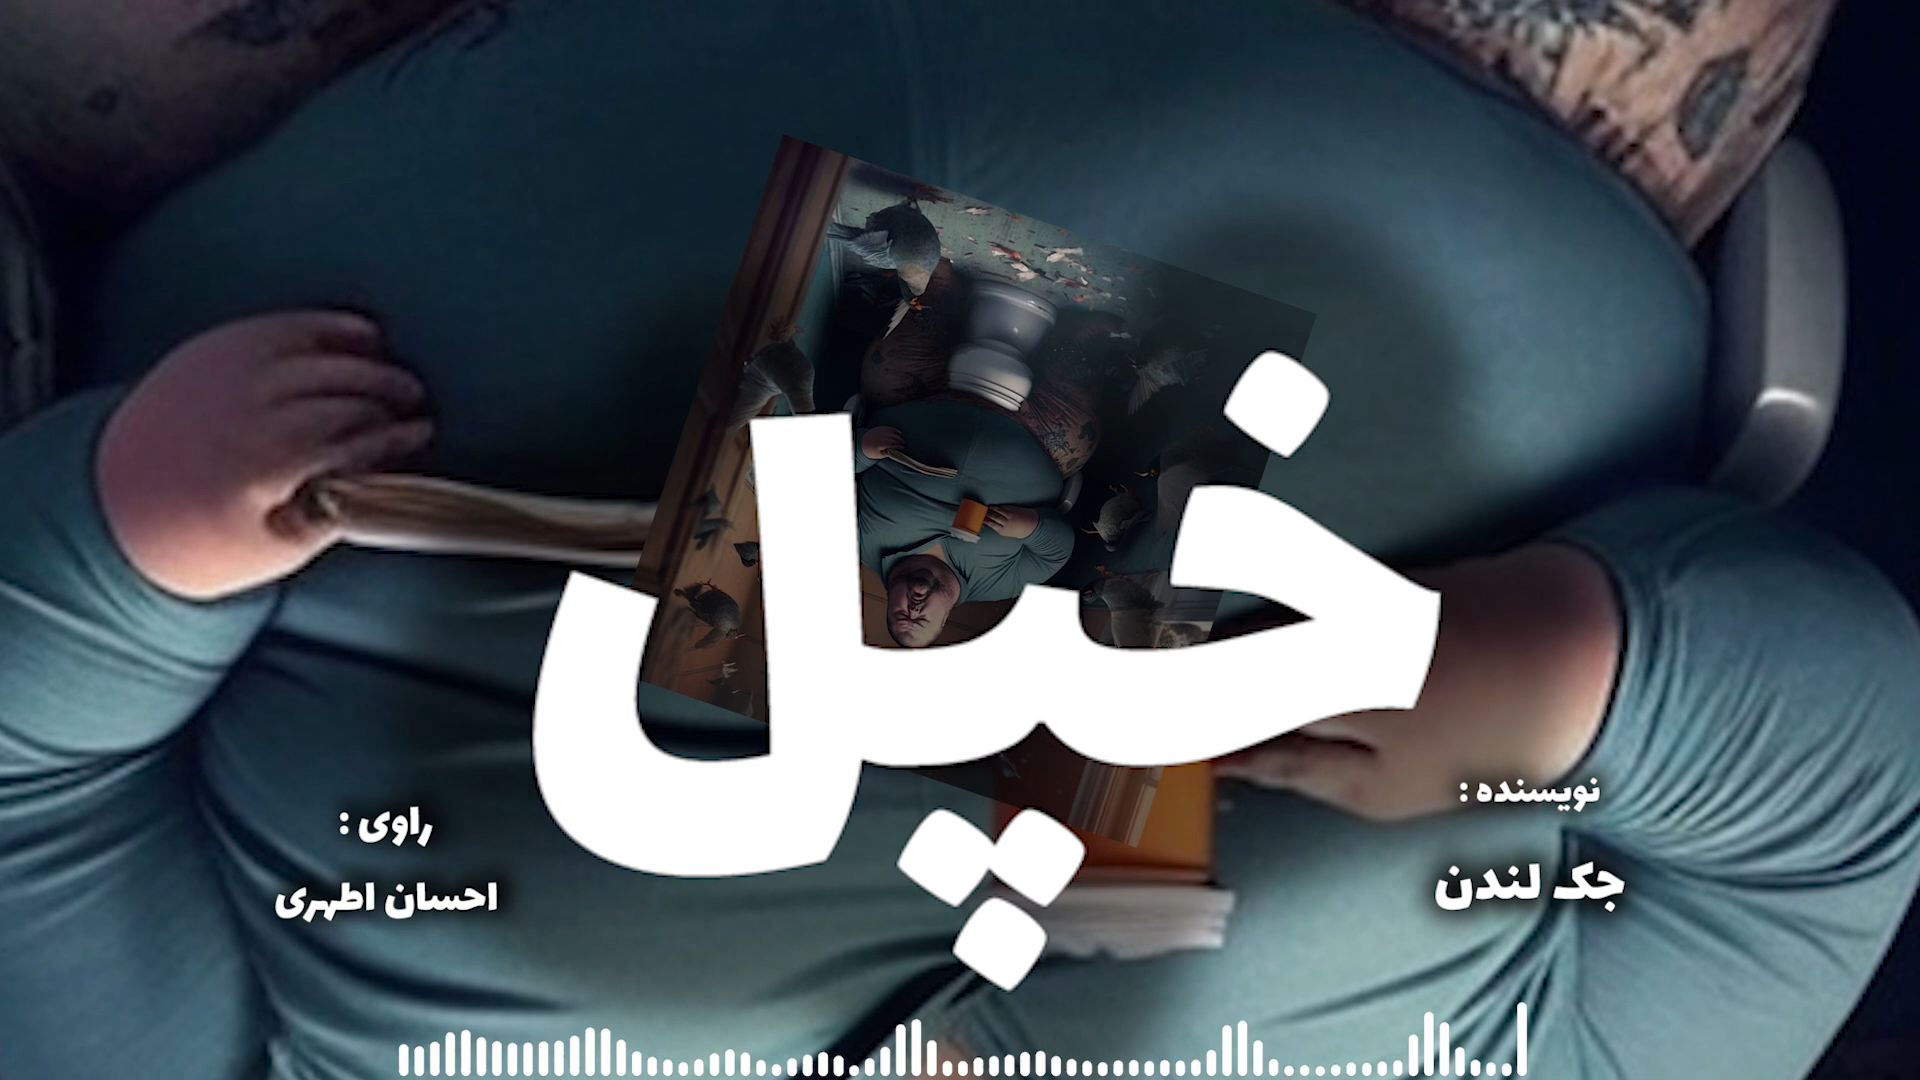 خپل
نویسنده :
جک لندن
راوی :
احسان اطهری